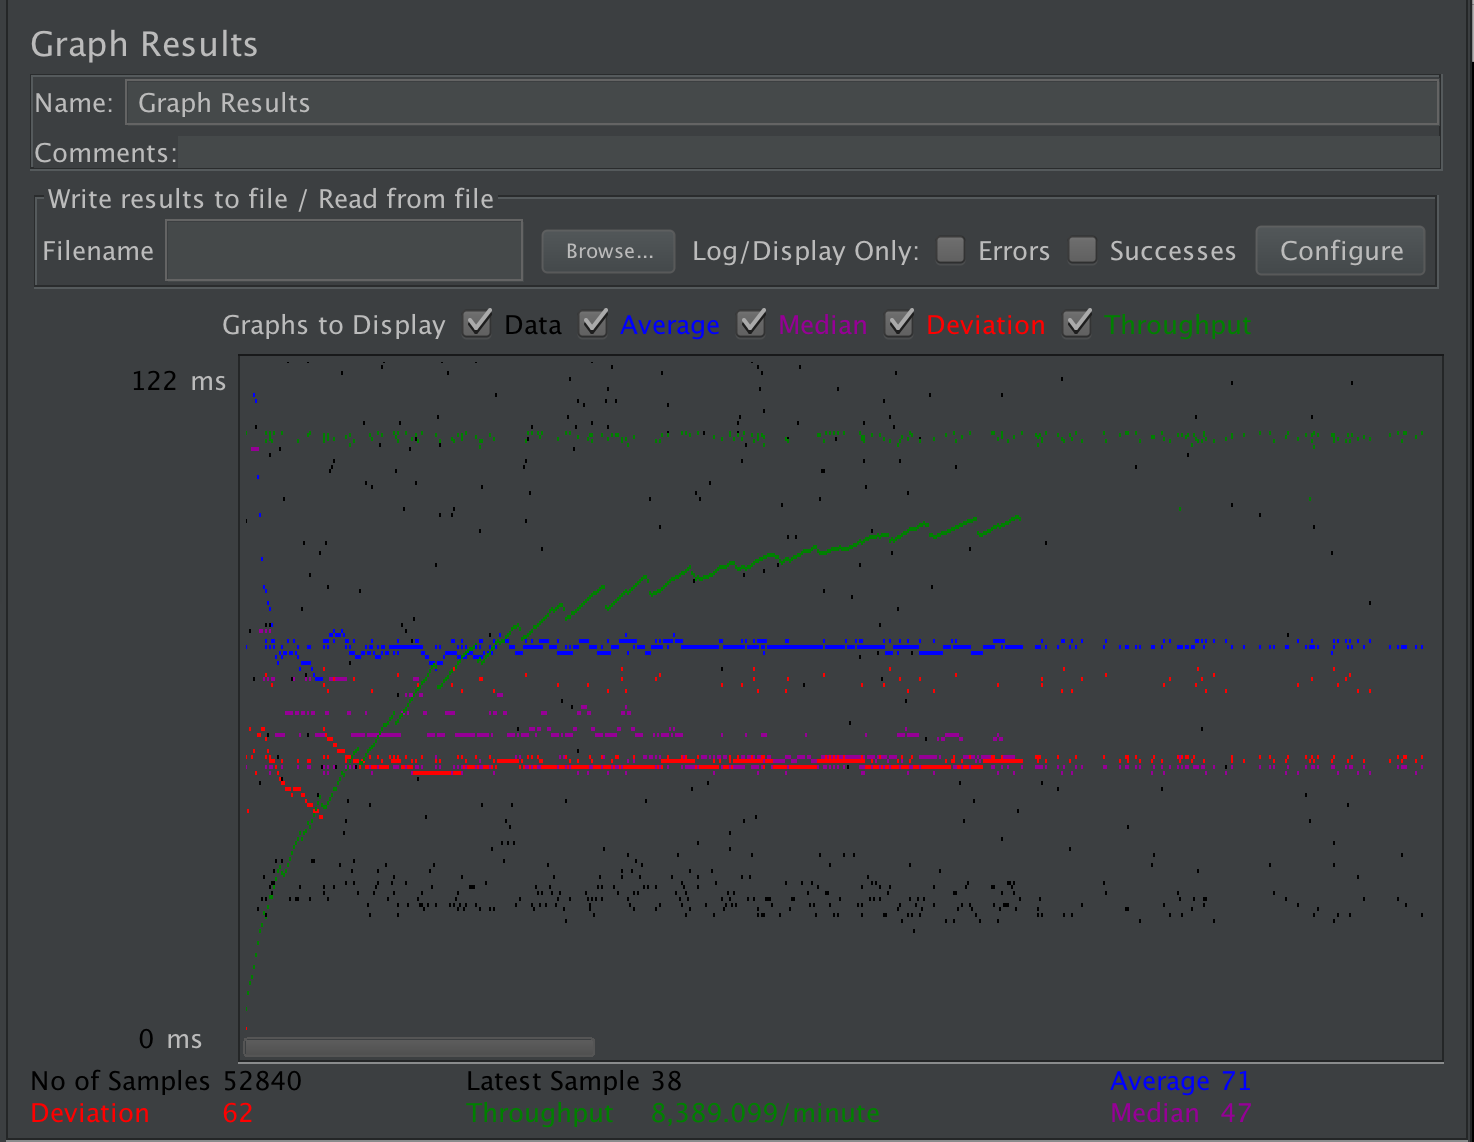 Graph Results
Name: Graph Results
Comments:
Write results to file / Read from file
Filename Browse... Log/Display Only: Errors Successes Configure
Graphs to Display Data Average Median Deviation Throughput
122 ms
0 ms
No of Samples 52840 Latest Sample 38 Average 71
Deviation 62 Throughput 8,389.099/minute Median 47